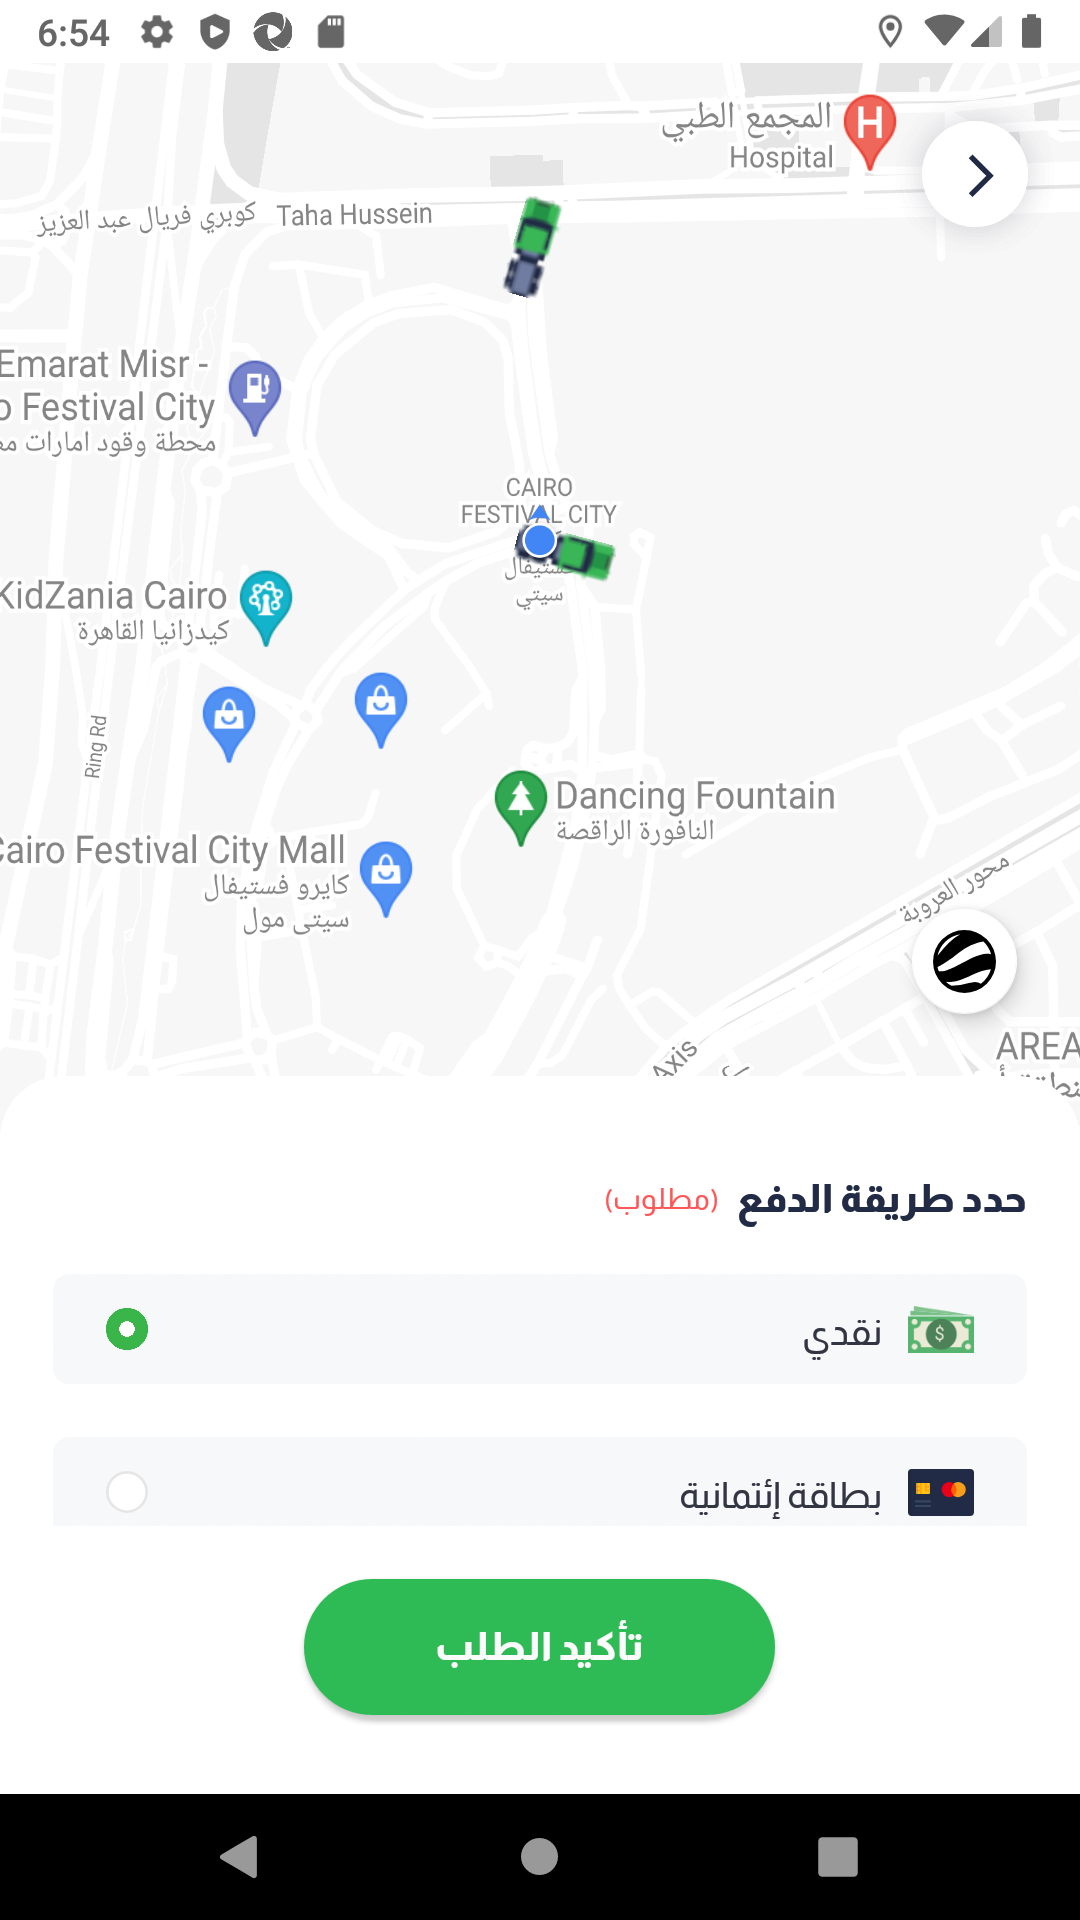 6:54
المجمع الطبي
Hospital
كوبري فريال عبد العزيز
Taha Hussein
Emarat Misr -
o Festival City
محطة وقود امارات
CAIRO
FESTIVAL CITY
فستيفال
سيتي
KidZania Cairo
كيدزانيا القاهرة
Ring Rd
Dancing Fountain
النافورة الراقصة
Cairo Festival City Mall
كايرو فستيفال
سيتى مول
محور العروبة
Axis
AREA
حدد طريقة الدفع (مطلوب)
نقدي
بطاقة إئتمانية
تأكيد الطلب